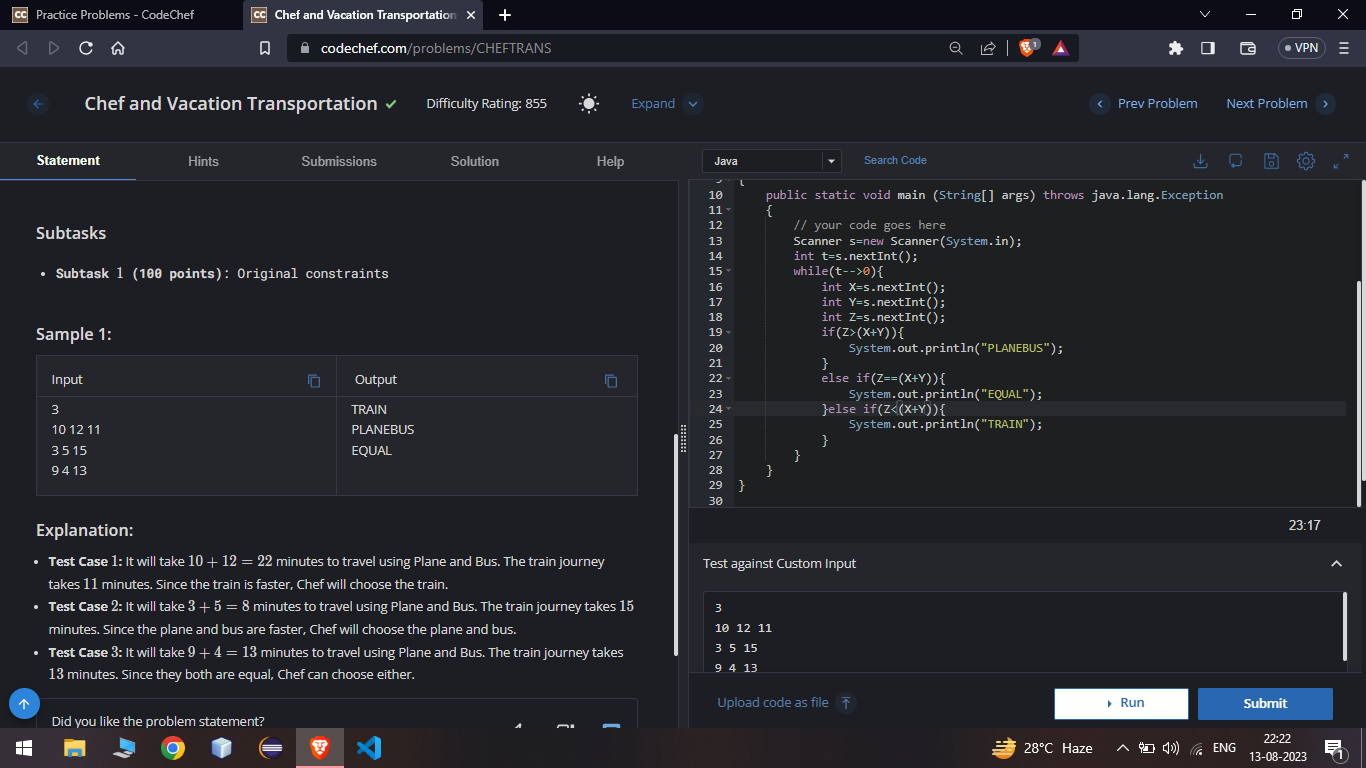 Practice Problems - CodeChef
Chef and Vacation Transportation
codechef.com/problems/CHEFTRANS
1
VPN
Chef and Vacation Transportation
Difficulty Rating: 855
Expand
Prev Problem
Next Problem
Statement
Hints
Submissions
Solution
Help
Java
Search Code
Subtasks
Subtask 1 (100 points): Original constraints
Sample 1:
Input
Output
3
10 12 11
3 5 15
9 4 13
TRAIN
PLANEBUS
EQUAL
Explanation:
Test Case 1: It will take 10 + 12 = 22 minutes to travel using Plane and Bus. The train journey
takes 11 minutes. Since the train is faster, Chef will choose the train.
Test Case 2: It will take 3 + 5 = 8 minutes to travel using Plane and Bus. The train journey takes 15
minutes. Since the plane and bus are faster, Chef will choose the plane and bus.
Test Case 3: It will take 9 + 4 = 13 minutes to travel using Plane and Bus. The train journey takes
13 minutes. Since they both are equal, Chef can choose either.
Did you like the problem statement?
9 {
10 public static void main (String[] args) throws java.lang.Exception
11 {
12 // your code goes here
13 Scanner s=new Scanner(System.in);
14 int t=s.nextInt();
15 while(t-->0){
16 int X=s.nextInt();
17 int Y=s.nextInt();
18 int Z=s.nextInt();
19 if(Z>(X+Y)){
20 System.out.println("PLANEBUS");
21 }
22 else if(Z==(X+Y)){
23 System.out.println("EQUAL");
24 }else if(Z<(X+Y)){
25 System.out.println("TRAIN");
26 }
27 }
28 }
29 }
30
23:17
Test against Custom Input
3
10 12 11
3 5 15
9 4 13
Upload code as file
Run
Submit
28°C Haze
ENG
22:22
13-08-2023
1